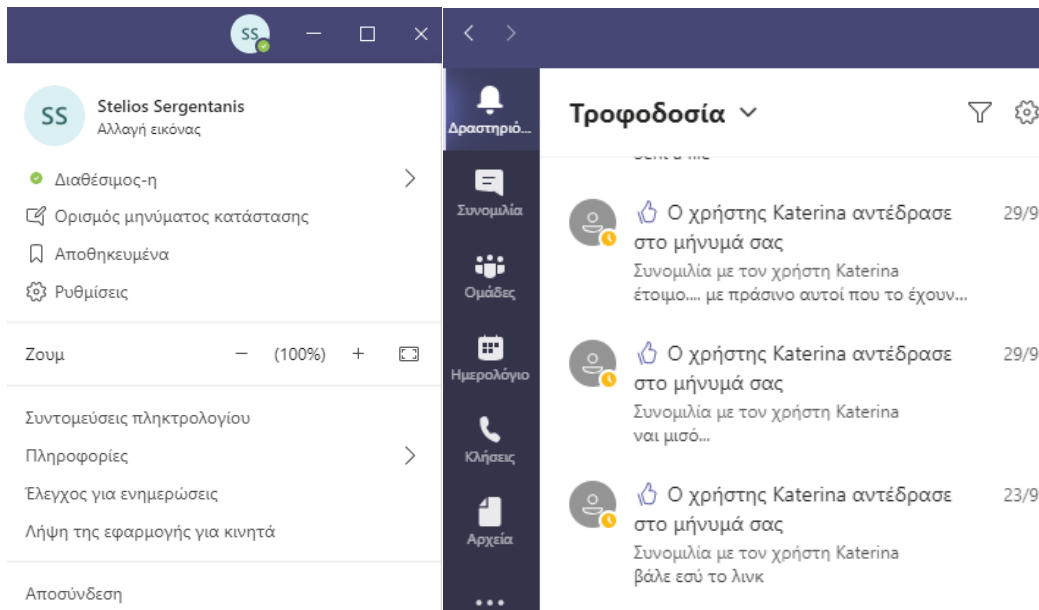 SS
SS
Stelios Sergentanis
Αλλαγή εικόνας
Διαθέσιμος-η
Ορισμός μηνύματος κατάστασης
Αποθηκευμένα
Ρυθμίσεις
Ζουμ
— (100%) +
Συντομεύσεις πληκτρολογίου
Πληροφορίες
Έλεγχος για ενημερώσεις
Λήψη της εφαρμογής για κινητά
Αποσύνδεση
Δραστηριό...
Συνομιλία
Ομάδες
Ημερολόγιο
Κλήσεις
Αρχεία
Τροφοδοσία
Ο χρήστης Katerina αντέδρασε 29/9
στο μήνυμά σας
Συνομιλία με τον χρήστη Katerina
έτοιμο.... με πράσινο αυτοί που το έχουν...
Ο χρήστης Katerina αντέδρασε 29/9
στο μήνυμά σας
Συνομιλία με τον χρήστη Katerina
ναι μισό...
Ο χρήστης Katerina αντέδρασε 23/9
στο μήνυμά σας
Συνομιλία με τον χρήστη Katerina
βάλε εσύ το λινκ